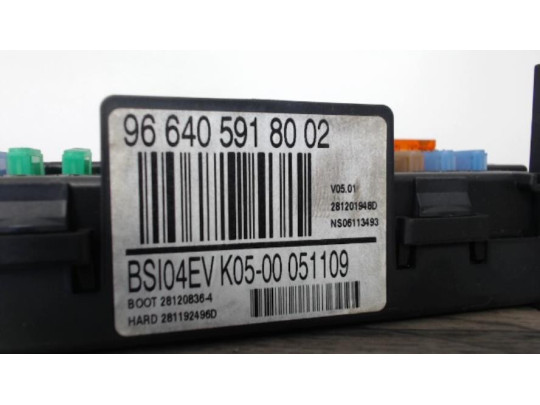 96 640 591 80 02
V05.01
281201948D
NS06113493
BSI04EV K05-00 051109
BOOT 28120836-4
HARD 281192496D